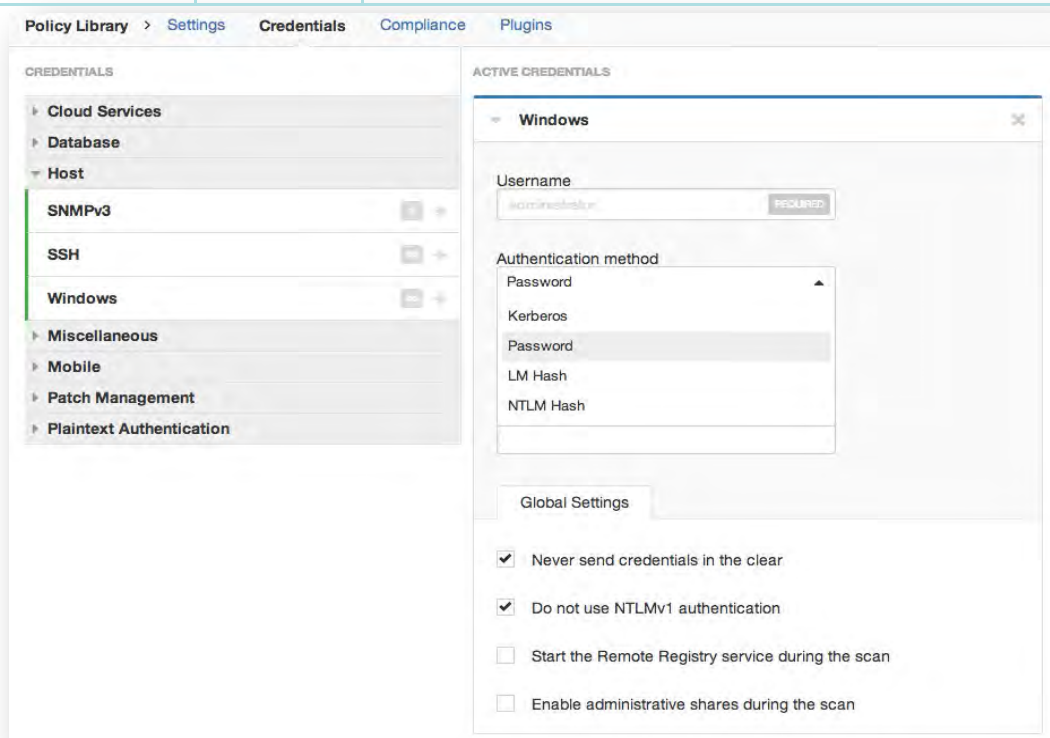 Policy Library > Settings Credentials Compliance Plugins
CREDENTIALS
Cloud Services
Database
Host
SNMPv3
SSH
Windows
Miscellaneous
Mobile
Patch Management
Plaintext Authentication
ACTIVE CREDENTIALS
Windows
Username
administrator
REQUIRED
Authentication method
Password
Kerberos
Password
LM Hash
NTLM Hash
Global Settings
Never send credentials in the clear
Do not use NTLMv1 authentication
Start the Remote Registry service during the scan
Enable administrative shares during the scan